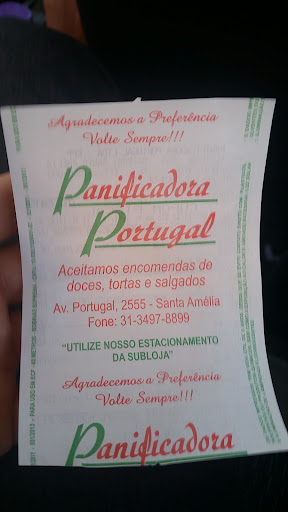 Agradecemos a Preferência
Volte Sempre!!!
Panificadora
Portugal
Aceitamos encomendas de
doces, tortas e salgados
Av. Portugal, 2555 - Santa Amélia
Fone: 31-3497-8899
“UTILIZE NOSSO ESTACIONAMENTO
DA SUBLOJA”
Agradecemos a Preferência
Volte Sempre!!!
Panificadora